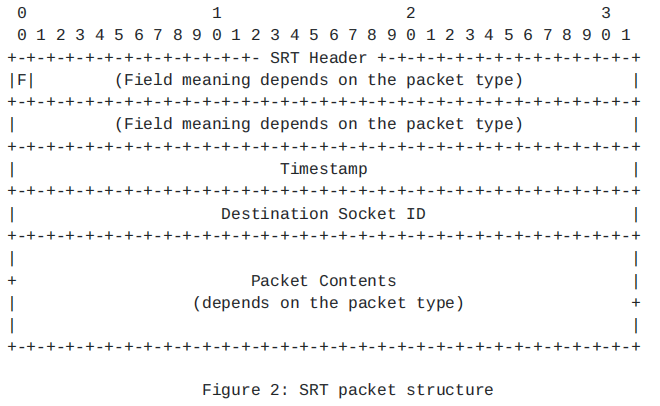 0                   1                   2                   3
 0 1 2 3 4 5 6 7 8 9 0 1 2 3 4 5 6 7 8 9 0 1 2 3 4 5 6 7 8 9 0 1
+-+-+-+-+-+-+-+-+-+-+-+-+- SRT Header +-+-+-+-+-+-+-+-+-+-+-+-+-+
|F|        (Field meaning depends on the packet type)           |
+-+-+-+-+-+-+-+-+-+-+-+-+-+-+-+-+-+-+-+-+-+-+-+-+-+-+-+-+-+-+-+-+
|          (Field meaning depends on the packet type)           |
+-+-+-+-+-+-+-+-+-+-+-+-+-+-+-+-+-+-+-+-+-+-+-+-+-+-+-+-+-+-+-+-+
|                           Timestamp                           |
+-+-+-+-+-+-+-+-+-+-+-+-+-+-+-+-+-+-+-+-+-+-+-+-+-+-+-+-+-+-+-+-+
|                     Destination Socket ID                     |
+-+-+-+-+-+-+-+-+-+-+-+-+-+-+-+-+-+-+-+-+-+-+-+-+-+-+-+-+-+-+-+-+
|                                                               |
+                        Packet Contents                        |
|                  (depends on the packet type)                 +
|                                                               |
+-+-+-+-+-+-+-+-+-+-+-+-+-+-+-+-+-+-+-+-+-+-+-+-+-+-+-+-+-+-+-+-+
                    Figure 2: SRT packet structure